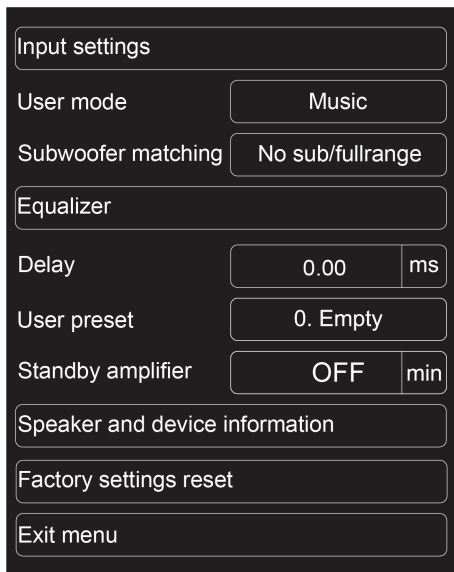 Input settings
User mode Music
Subwoofer matching No sub/fullrange
Equalizer
Delay 0.00 ms
User preset 0. Empty
Standby amplifier OFF min
Speaker and device information
Factory settings reset
Exit menu